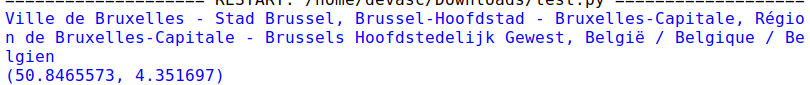 ==================== RESTART: /home/devasc/Downloads/test.py ===================
Ville de Bruxelles - Stad Brussel, Brussel-Hoofdstad - Bruxelles-Capitale, Régio
n de Bruxelles-Capitale - Brussels Hoofdstedelijk Gewest, België / Belgique / Be
lgien
(50.8465573, 4.351697)